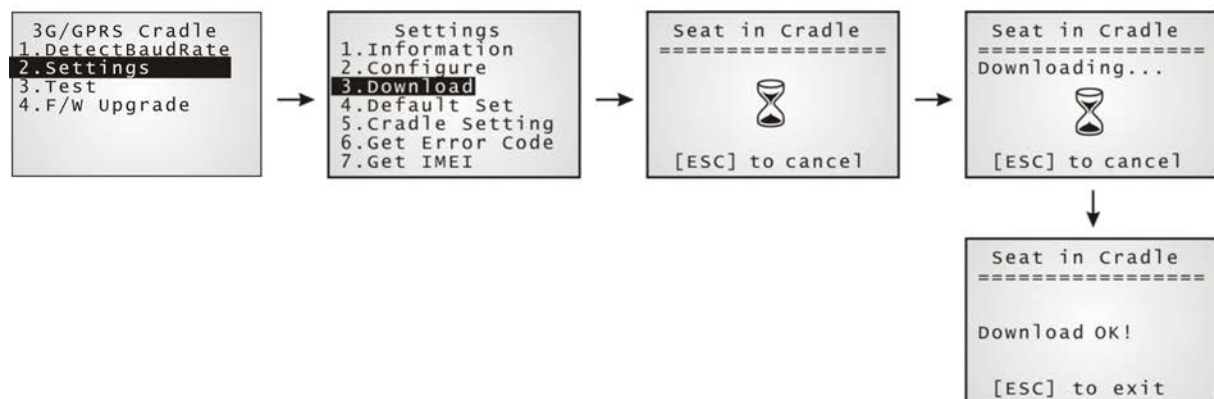 3G/GPRS Cradle
1.DetectBaudRate
2.Settings
3.Test
4.F/W Upgrade
Settings
1.Information
2.Configure
3.Download
4.Default Set
5.Cradle Setting
6.Get Error Code
7.Get IMEI
Seat in Cradle
=================
[ESC] to cancel
Seat in Cradle
=================
Downloading...
[ESC] to cancel
Seat in Cradle
=================
Download OK!
[ESC] to exit